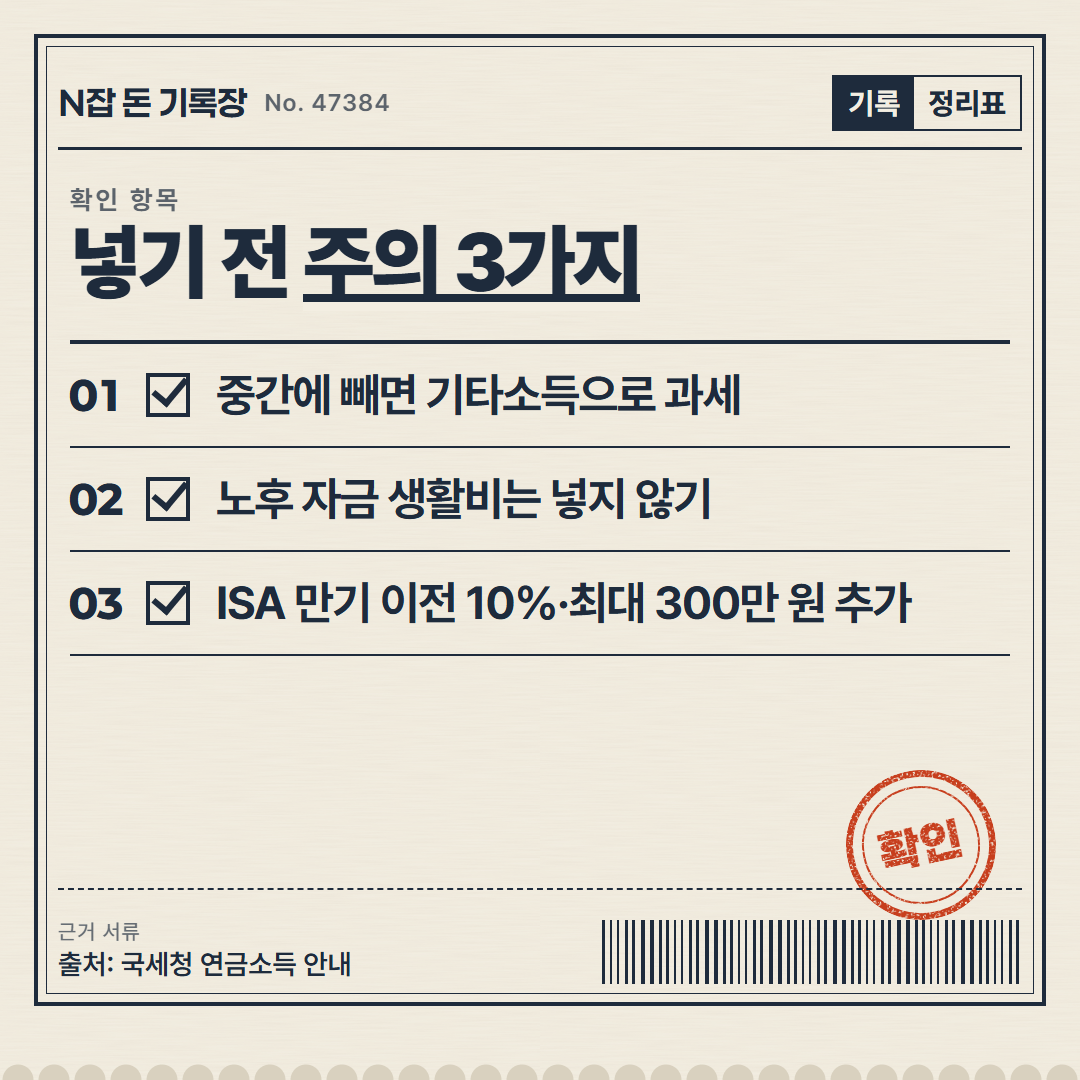 N잡 돈 기록장 No. 47384
기록 정리표
확인 항목
넣기 전 주의 3가지
01 중간에 빼면 기타소득으로 과세
02 노후 자금 생활비는 넣지 않기
03 ISA 만기 이전 10%·최대 300만 원 추가
확인
근거 서류
출처: 국세청 연금소득 안내